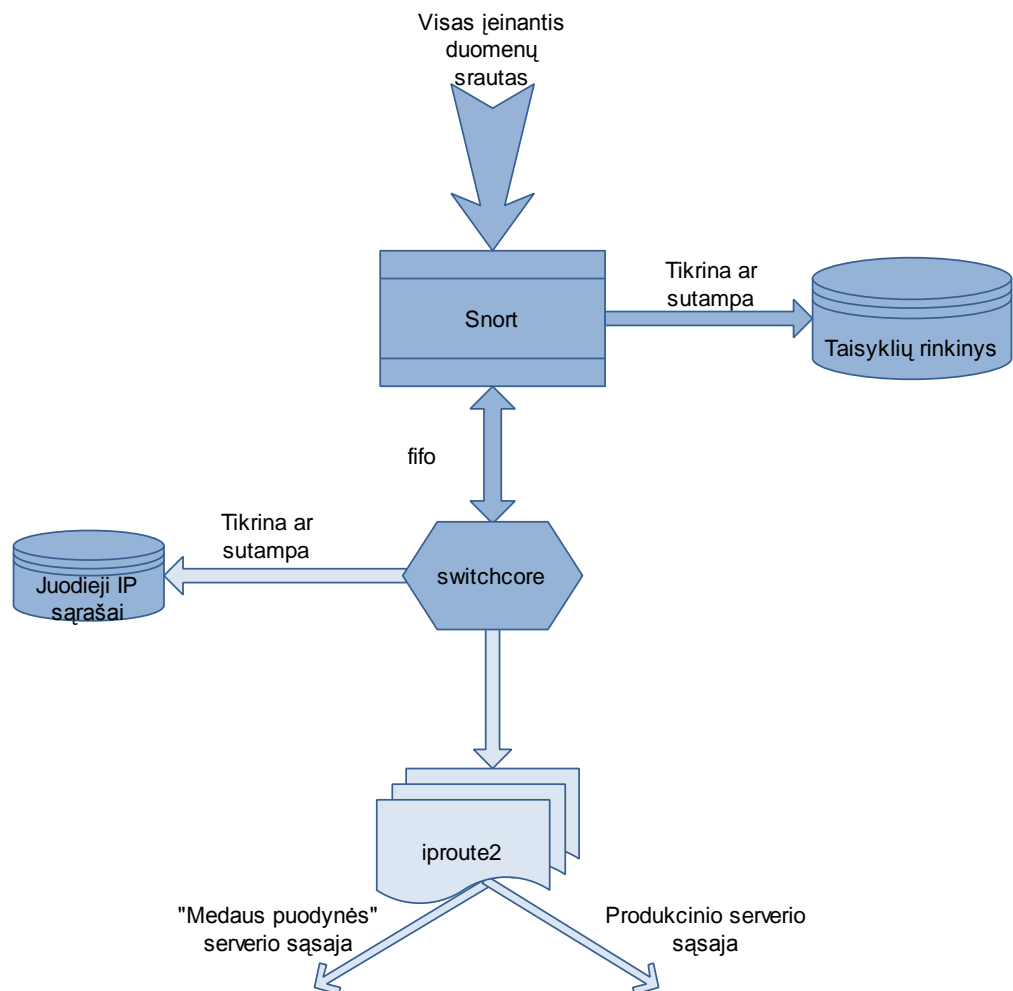 Visas įeinantis
duomenų
srautas
Snort
Tikrina ar
sutampa
Taisyklių rinkinys
fifo
Tikrina ar
sutampa
Juodieji IP
sąrašai
switchcore
iproute2
"Medaus puodynės"
serverio sąsaja
Produkcinio serverio
sąsaja